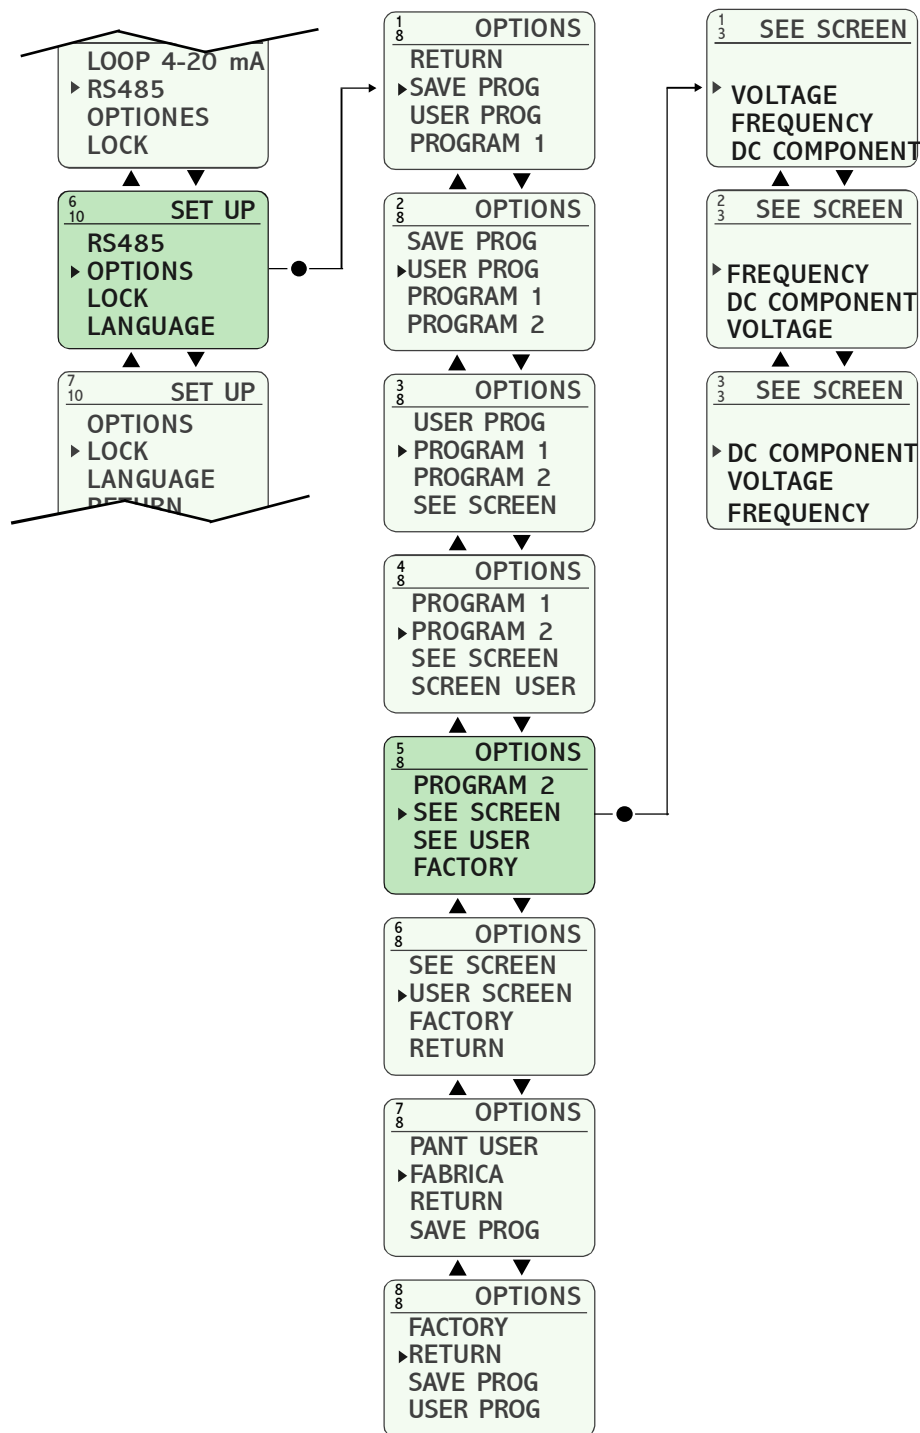 LOOP 4-20 mA
RS485
OPTIONES
LOCK
6
10
SET UP
RS485
OPTIONS
LOCK
LANGUAGE
7
10
SET UP
OPTIONS
LOCK
LANGUAGE
RETURN
1
8
OPTIONS
RETURN
SAVE PROG
USER PROG
PROGRAM 1
2
8
OPTIONS
SAVE PROG
USER PROG
PROGRAM 1
PROGRAM 2
3
8
OPTIONS
USER PROG
PROGRAM 1
PROGRAM 2
SEE SCREEN
4
8
OPTIONS
PROGRAM 1
PROGRAM 2
SEE SCREEN
SCREEN USER
5
8
OPTIONS
PROGRAM 2
SEE SCREEN
SEE USER
FACTORY
6
8
OPTIONS
SEE SCREEN
USER SCREEN
FACTORY
RETURN
7
8
OPTIONS
PANT USER
FABRICA
RETURN
SAVE PROG
8
8
OPTIONS
FACTORY
RETURN
SAVE PROG
USER PROG
1
3
SEE SCREEN
VOLTAGE
FREQUENCY
DC COMPONENT
2
3
SEE SCREEN
FREQUENCY
DC COMPONENT
VOLTAGE
3
3
SEE SCREEN
DC COMPONENT
VOLTAGE
FREQUENCY